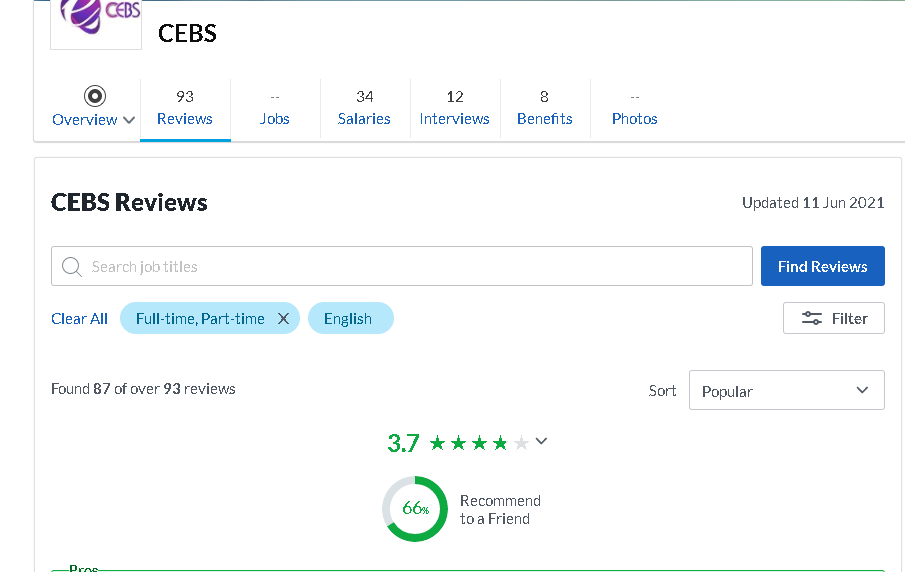 CEBS
CEBS
93
--
34
12
8
--
Overview
Reviews
Jobs
Salaries
Interviews
Benefits
Photos
CEBS Reviews
Updated 11 Jun 2021
Search job titles
Find Reviews
Clear All
Full-time, Part-time
English
Filter
Found 87 of over 93 reviews
Sort
Popular
3.7
66%
Recommend
to a Friend
Pros